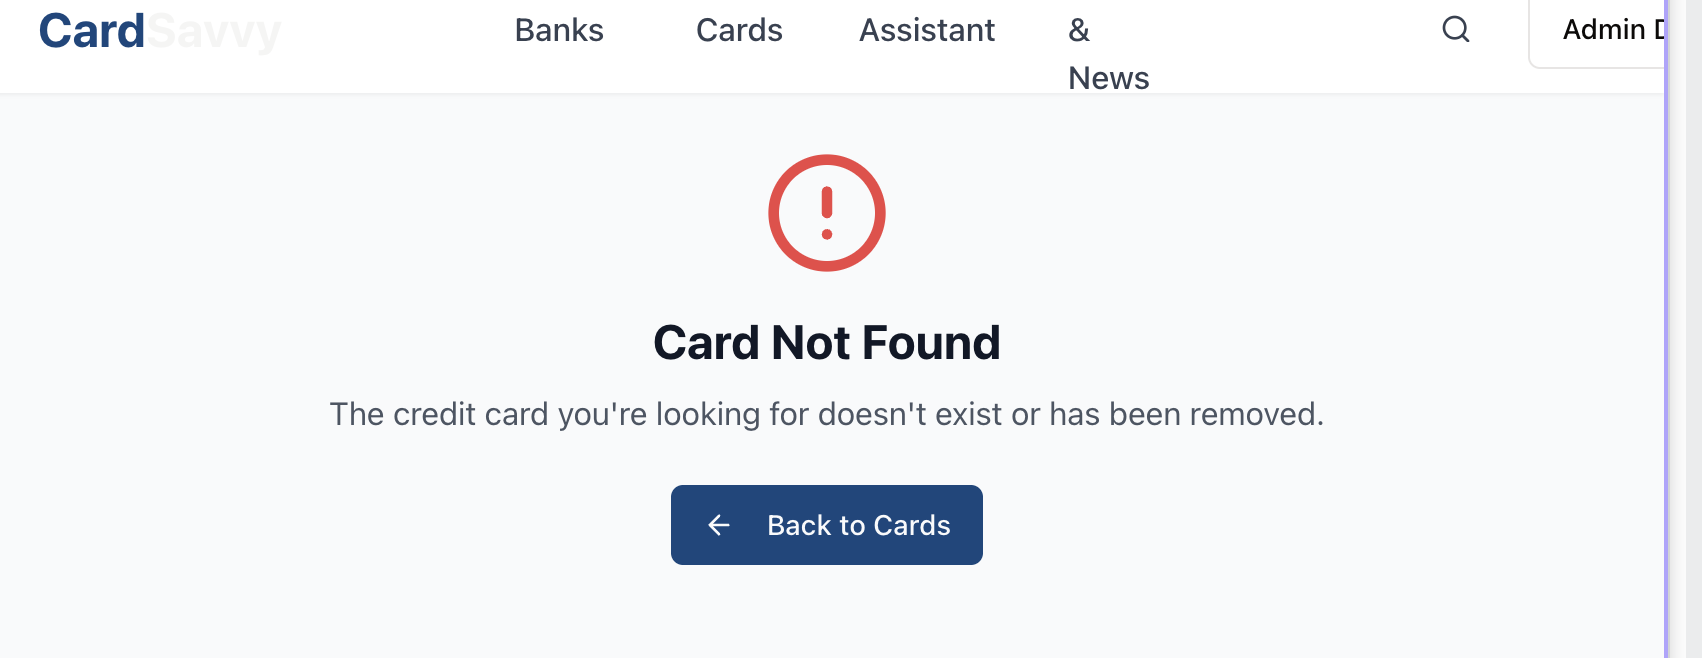 CardSavvy
Banks
Cards
Assistant
&
News
Admin
Card Not Found
The credit card you're looking for doesn't exist or has been removed.
Back to Cards